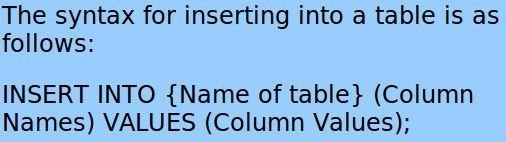 The syntax for inserting into a table is as
follows:
INSERT INTO {Name of table} (Column
Names) VALUES (Column Values);